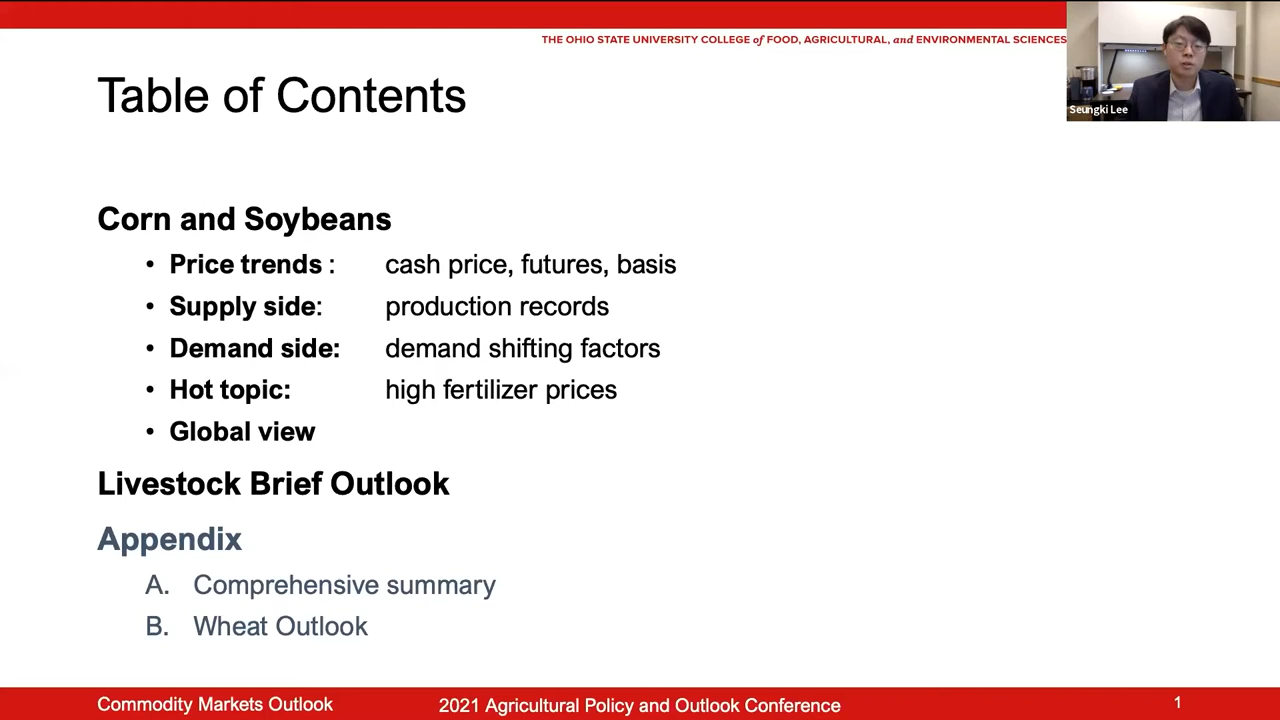 THE OHIO STATE UNIVERSITY COLLEGE of FOOD, AGRICULTURAL, and ENVIRONMENTAL SCIENCES
Seungki Lee
Table of Contents
Corn and Soybeans
• Price trends : cash price, futures, basis
• Supply side: production records
• Demand side: demand shifting factors
• Hot topic: high fertilizer prices
• Global view
Livestock Brief Outlook
Appendix
A. Comprehensive summary
B. Wheat Outlook
Commodity Markets Outlook 2021 Agricultural Policy and Outlook Conference 1